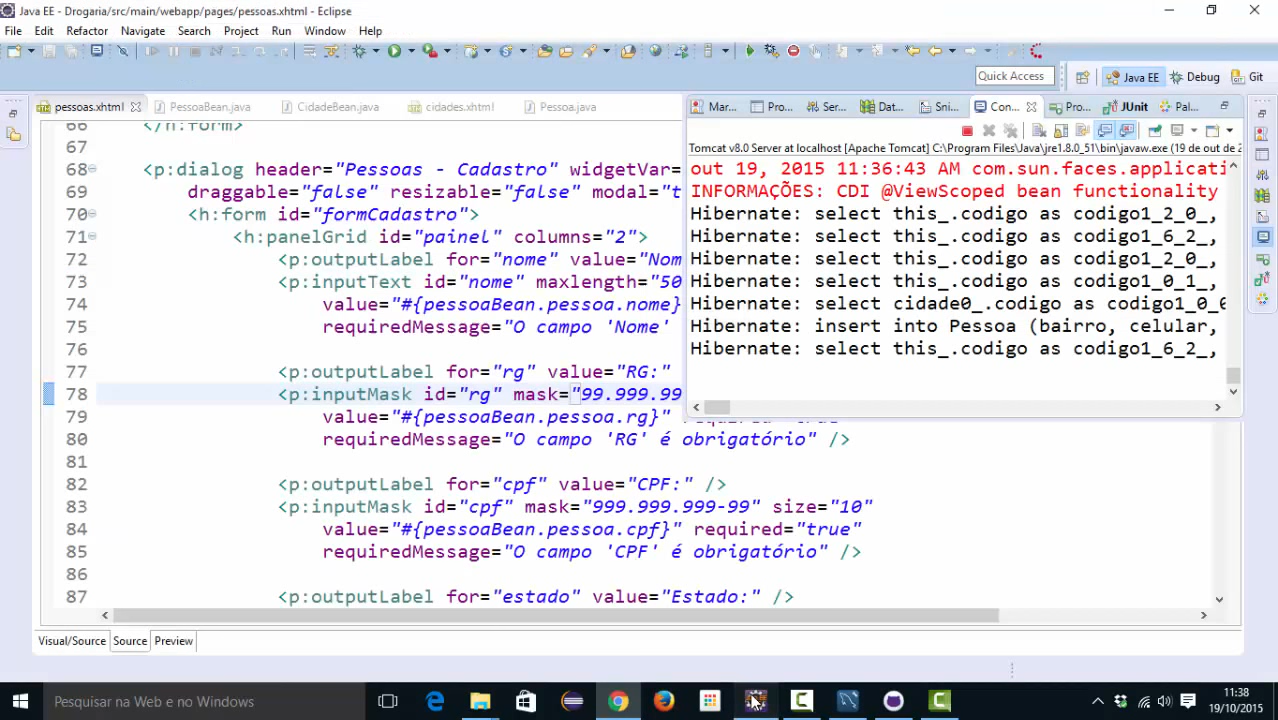 Java EE - Drogaria/src/main/webapp/pages/pessoas.xhtml - Eclipse
File Edit Refactor Navigate Search Project Run Window Help
Quick Access Java EE Debug Git
pessoas.xhtml PessoaBean.java CidadeBean.java cidades.xhtml Pessoa.java
66 </h:form>
67
68 <p:dialog header="Pessoas - Cadastro" widgetVar=
69 draggable="false" resizable="false" modal="t
70 <h:form id="formCadastro">
71 <h:panelGrid id="painel" columns="2">
72 <p:outputLabel for="nome" value="Nom
73 <p:inputText id="nome" maxlength="50
74 value="#{pessoaBean.pessoa.nome}
75 requiredMessage="O campo 'Nome'
76
77 <p:outputLabel for="rg" value="RG:"
78 <p:inputMask id="rg" mask="99.999.99
79 value="#{pessoaBean.pessoa.rg}" required="true"
80 requiredMessage="O campo 'RG' é obrigatório" />
81
82 <p:outputLabel for="cpf" value="CPF:" />
83 <p:inputMask id="cpf" mask="999.999.999-99" size="10"
84 value="#{pessoaBean.pessoa.cpf}" required="true"
85 requiredMessage="O campo 'CPF' é obrigatório" />
86
87 <p:outputLabel for="estado" value="Estado:" />
Visual/Source Source Preview
Mar... Pro... Ser... Dat... Sni... Con... Pro... JUnit Pal...
Tomcat v8.0 Server at localhost [Apache Tomcat] C:\Program Files\Java\jre1.8.0_51\bin\javaw.exe (19 de out de 2
out 19, 2015 11:36:43 AM com.sun.faces.applicati
INFORMAÇÕES: CDI @ViewScoped bean functionality
Hibernate: select this_.codigo as codigo1_2_0_,
Hibernate: select this_.codigo as codigo1_6_2_,
Hibernate: select this_.codigo as codigo1_2_0_,
Hibernate: select this_.codigo as codigo1_0_1_,
Hibernate: select cidade0_.codigo as codigo1_0_0
Hibernate: insert into Pessoa (bairro, celular,
Hibernate: select this_.codigo as codigo1_6_2_,
Pesquisar na Web e no Windows
11:38
19/10/2015